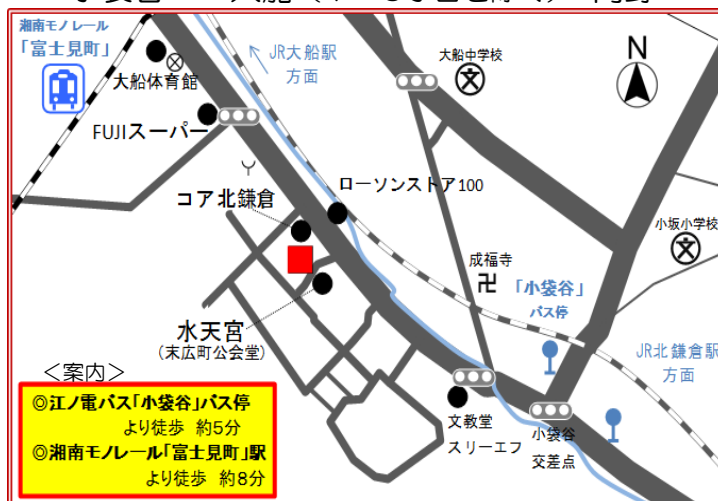 湘南モノレール
「富士見町」
大船体育館
FUJIスーパー
JR大船駅
方面
大船中学校
文
N
コア北鎌倉
ローソンストア100
小坂小学校
文
成福寺
卍
「小袋谷」
バス停
水天宮
(末広町公会堂)
JR北鎌倉駅
方面
文教堂
スリーエフ
小袋谷
交差点
<案内>
◎江ノ電バス「小袋谷」バス停
より徒歩 約5分
◎湘南モノレール「富士見町」駅
より徒歩 約8分